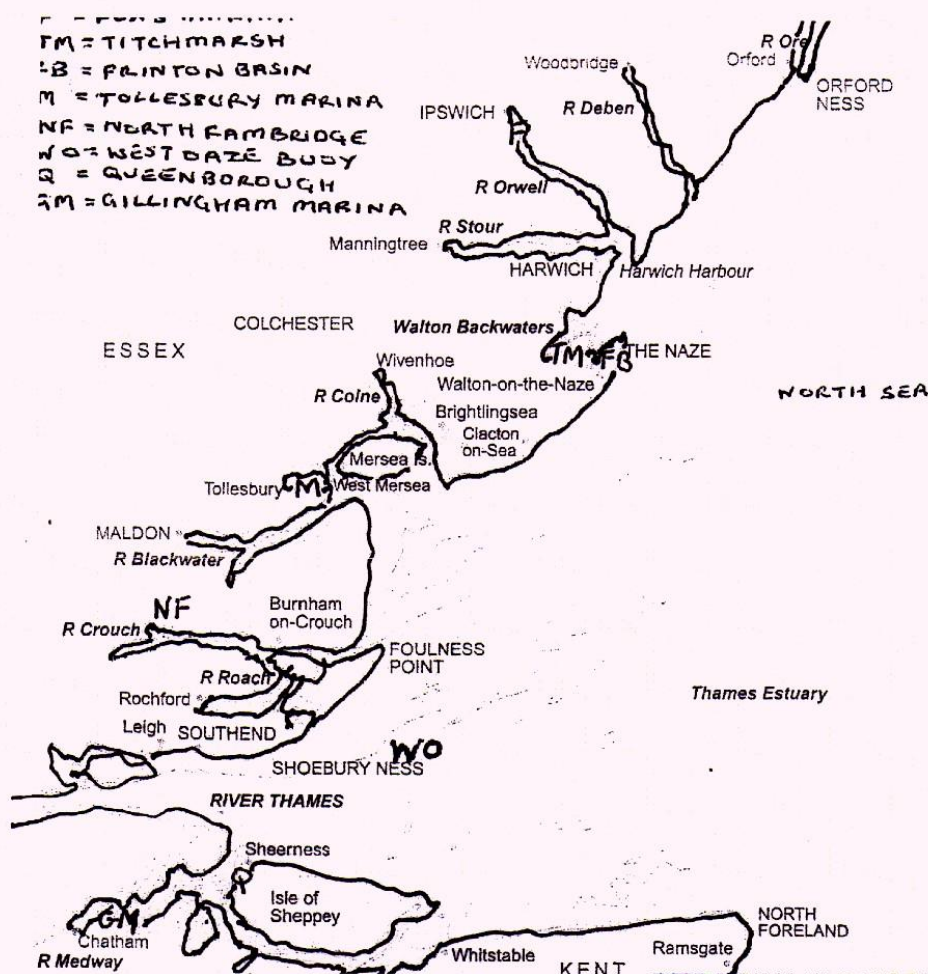 TM = TITCHMARSH
B = FRINTON BASIN
M = TOLLESBURY MARINA
NF = NORTH FAMBRIDGE
WO = WEST OAZE BUOY
Q = QUEENBOROUGH
GM = GILLINGHAM MARINA
R Ore
Orford
ORFORD
NESS
Woodbridge
R Deben
IPSWICH
F
R Orwell
R Stour
Manningtree
HARWICH
Harwich Harbour
COLCHESTER
Walton Backwaters
ESSEX
TM
FB
THE NAZE
Wivenhoe
Walton-on-the-Naze
NORTH SEA
R Colne
Brightlingsea
Clacton
on-Sea
Mersea Is.
Tollesbury
M
West Mersea
MALDON
R Blackwater
NF
Burnham
on-Crouch
R Crouch
FOULNESS
POINT
R Roach
Rochford
Thames Estuary
Leigh
SOUTHEND
WO
SHOEBURY NESS
RIVER THAMES
Sheerness
Q
Isle of
Sheppey
GM
Chatham
R Medway
NORTH
FORELAND
Whitstable
Ramsgate
KENT